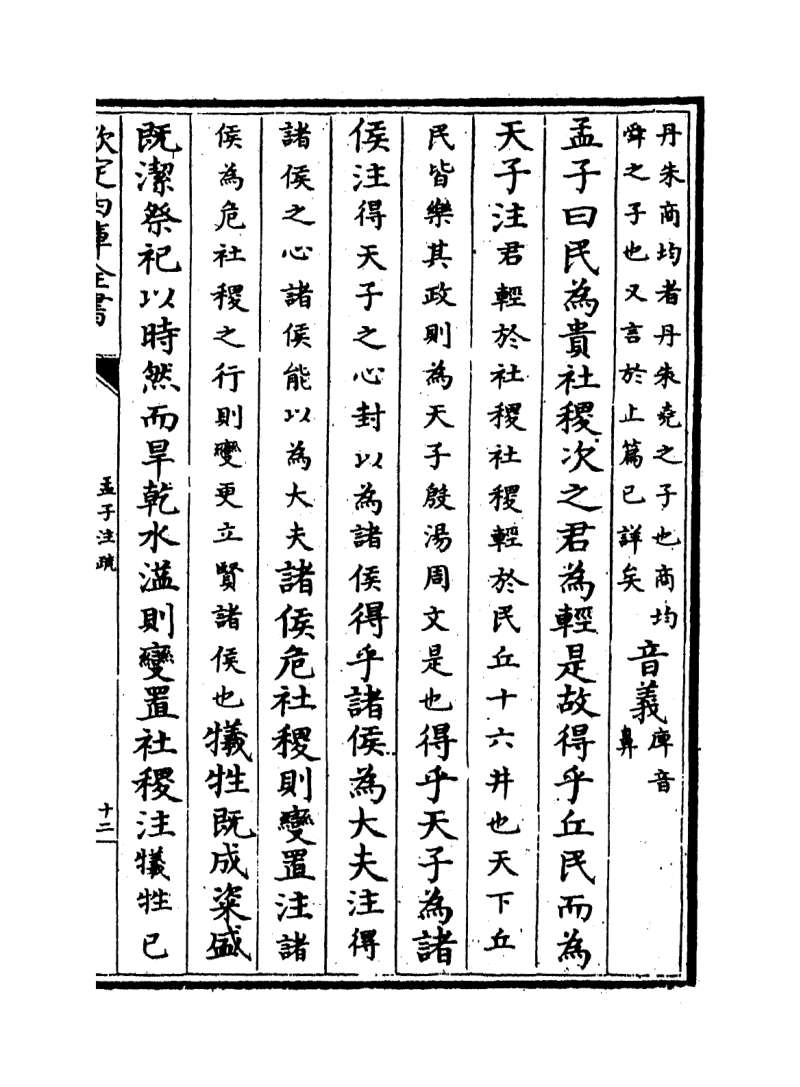 丹朱商均者丹朱堯之子也商均
舜之子也又言於上篇已詳矣
音義
庳音
鼻
孟子曰民為貴社稷次之君為輕是故得乎丘民而為
天子注君輕於社稷社稷輕於民丘十六井也天下丘
民皆樂其政則為天子殷湯周文是也得乎天子為諸
侯注得天子之心封以為諸侯得乎諸侯為大夫注得
諸侯之心諸侯能以為大夫諸侯危社稷則變置注諸
侯為危社稷之行則變更立賢諸侯也犧牲既成粢盛
既潔祭祀以時然而旱乾水溢則變置社稷注犧牲已
欽定四庫全書
孟子注疏
十二